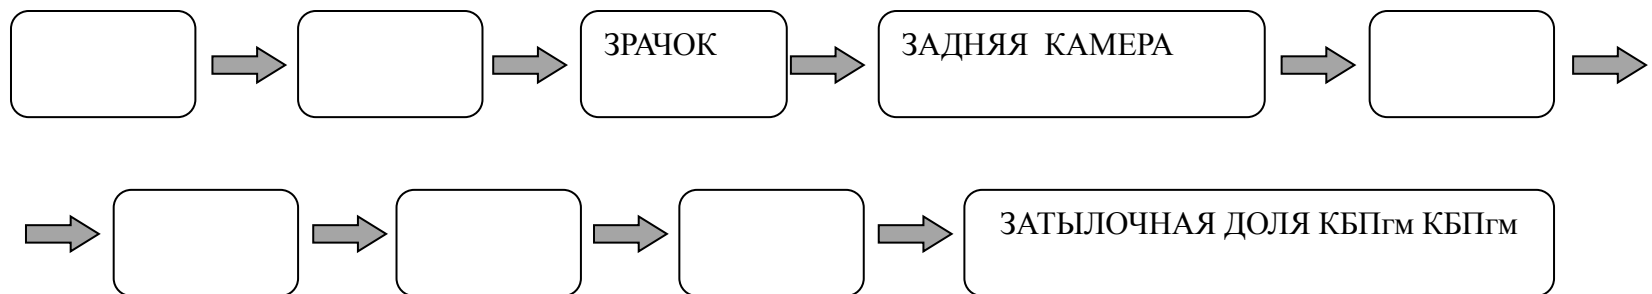 ЗРАЧОК
ЗАДНЯЯ КАМЕРА
ЗАТЫЛОЧНАЯ ДОЛЯ КБПгм КБПгм